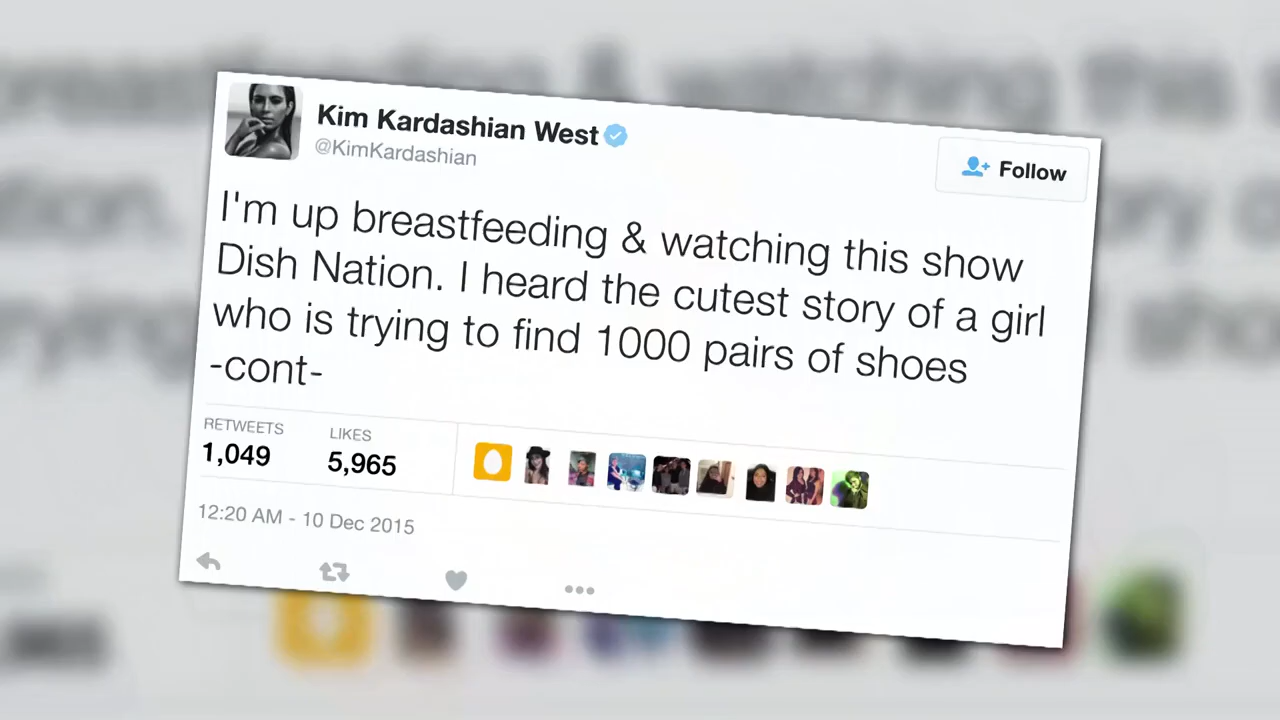 Kim Kardashian West
@KimKardashian
Follow
I'm up breastfeeding & watching this show
Dish Nation. I heard the cutest story of a girl
who is trying to find 1000 pairs of shoes
-cont-
RETWEETS
1,049
LIKES
5,965
12:20 AM - 10 Dec 2015